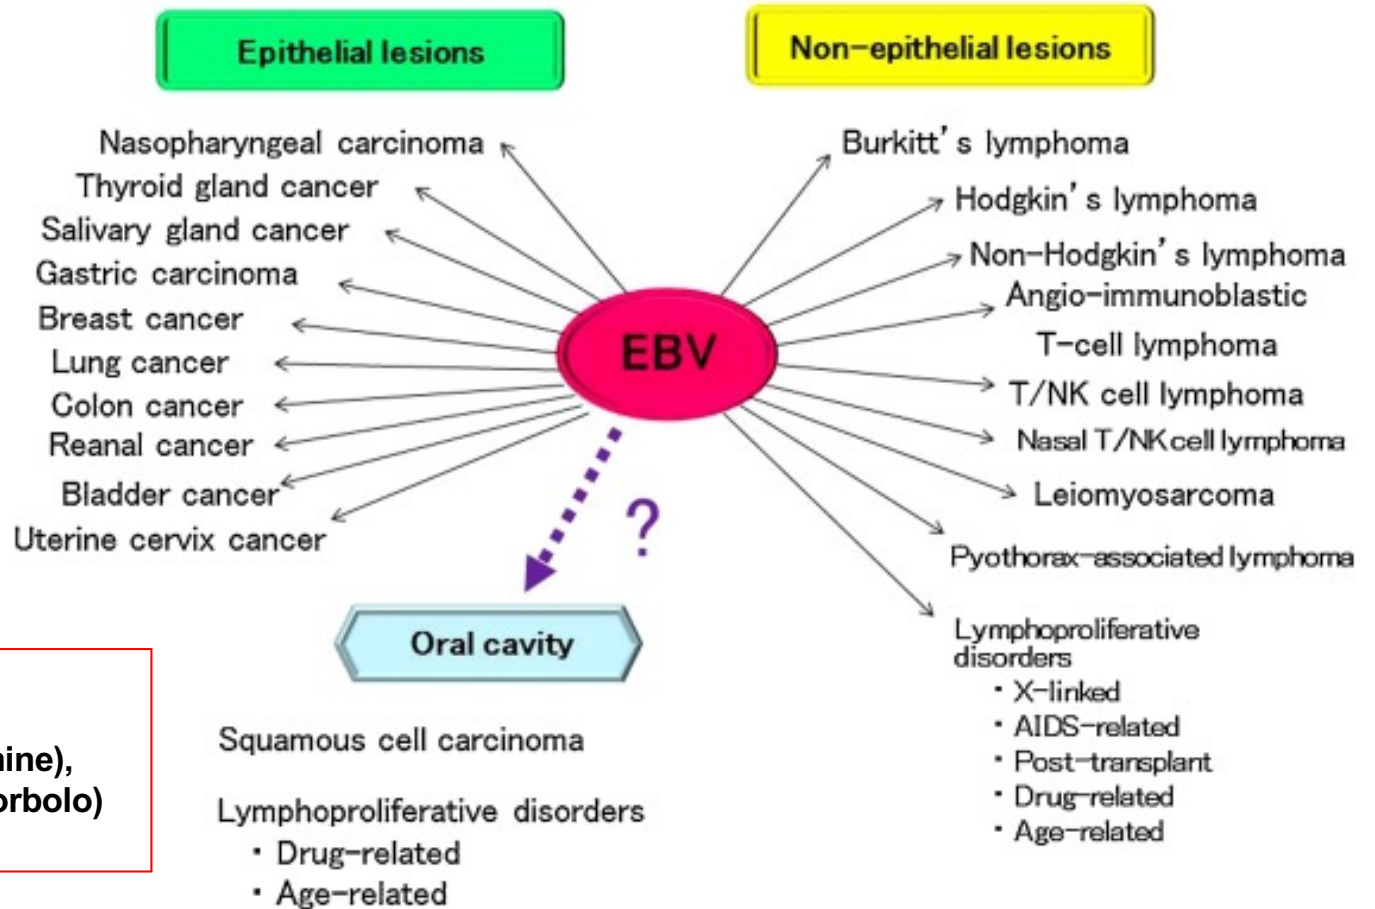 Epithelial lesions
Nasopharyngeal carcinoma
Thyroid gland cancer
Salivary gland cancer
Gastric carcinoma
Breast cancer
Lung cancer
Colon cancer
Reanal cancer
Bladder cancer
Uterine cervix cancer
Non-epithelial lesions
Burkitt's lymphoma
Hodgkin's lymphoma
Non-Hodgkin's lymphoma
Angio-immunoblastic
T-cell lymphoma
T/NK cell lymphoma
Nasal T/NK cell lymphoma
Leiomyosarcoma
Pyothorax-associated lymphoma
Lymphoproliferative
disorders
・X-linked
・AIDS-related
・Post-transplant
・Drug-related
・Age-related
EBV
?
Oral cavity
Squamous cell carcinoma
Lymphoproliferative disorders
・Drug-related
・Age-related